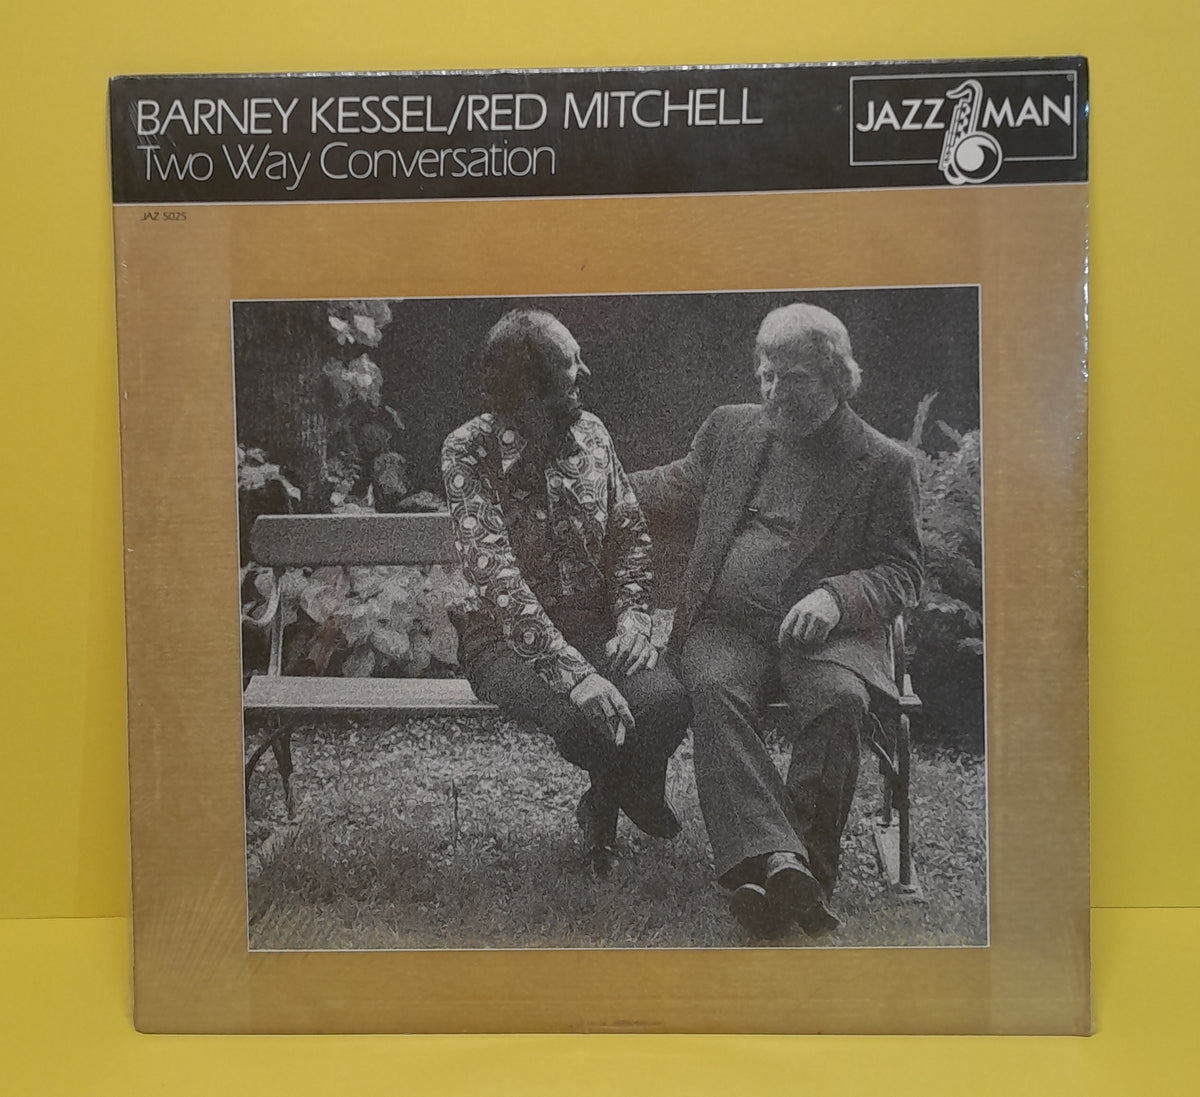 BARNEY KESSEL/RED MITCHELL
Two Way Conversation
JAZZ MAN
JAZ 5025